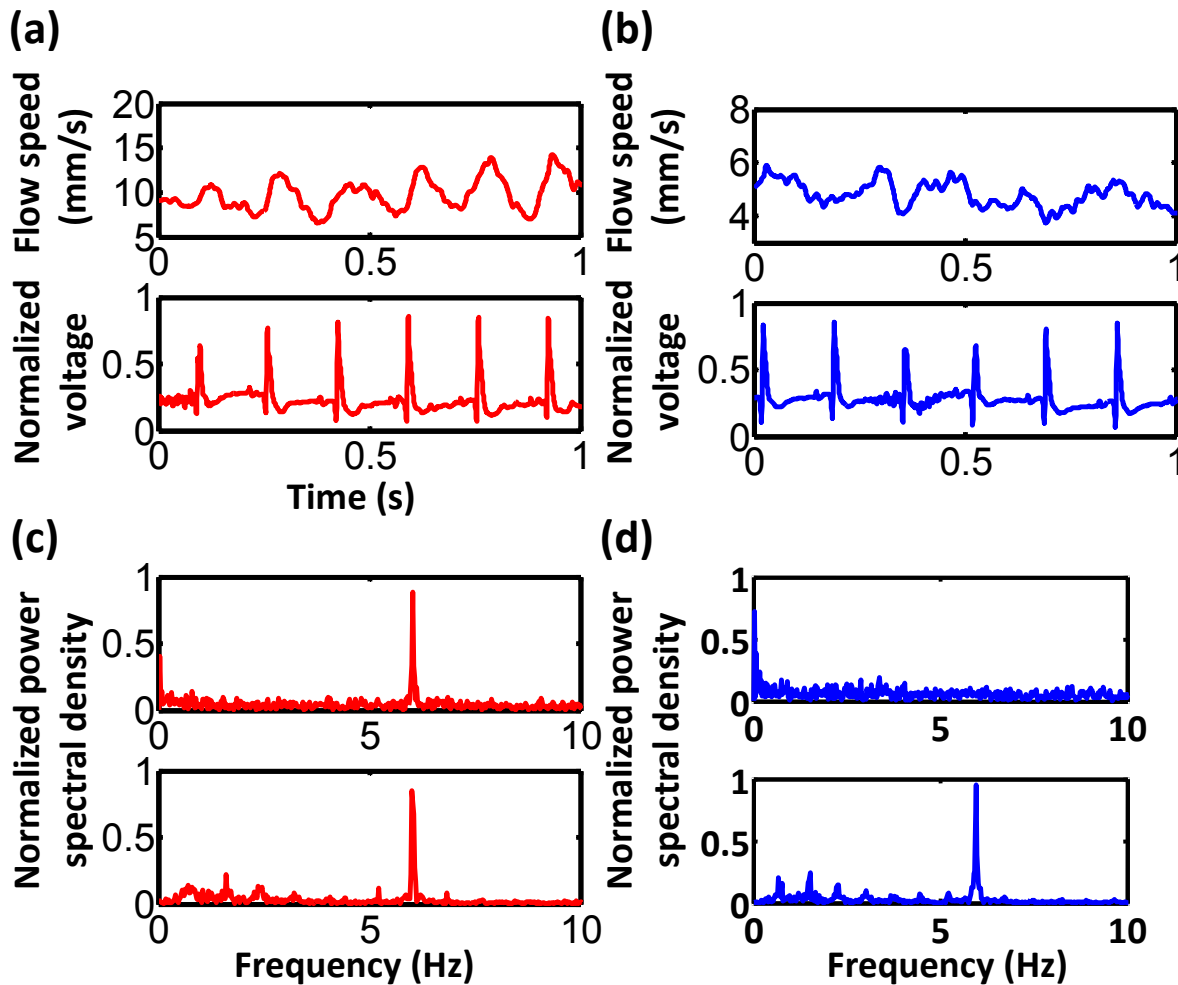 (a)
Flow speed
(mm/s)
20
15
10
5
0
0.5
1
Normalized
voltage
1
0.5
0
0
0.5
1
Time (s)
(b)
Flow speed
(mm/s)
8
6
4
0
0.5
1
Normalized
voltage
1
0.5
0
0
0.5
1
(c)
Normalized power
spectral density
1
0.5
0
0
5
10
1
0.5
0
0
5
10
Frequency (Hz)
(d)
Normalized power
spectral density
1
0.5
0
0
5
10
1
0.5
0
0
5
10
Frequency (Hz)